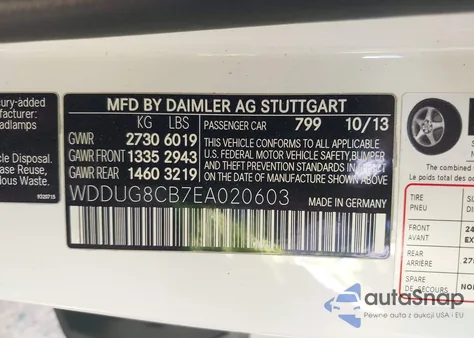 cury-added
nufacturer:
eadlamps
icle Disposal.
ous Waste.
MFD BY DAIMLER AG STUTTGART
KG LBS
GVWR 2730 6019
GAWR FRONT 1335 2943
GAWR REAR 1460 3219
PASSENGER CAR 799 10/13
THIS VEHICLE CONFORMS TO ALL APPLICABLE
U.S. FEDERAL MOTOR VEHICLE SAFETY,BUMPER
AND THEFT PREVENTION STANDARDS IN EFFECT
ON THE DATE OF MANUFACTURE SHOWN ABOVE.
WDDUG8CB7EA020603
MADE IN GERMANY
The combined
Le poids total des
TIRE
PNEU
FRONT
AVANT
REAR
ARRIÈRE
SPARE
DE SECOURS
autoSnap
Pewne auta z aukcji USA i EU